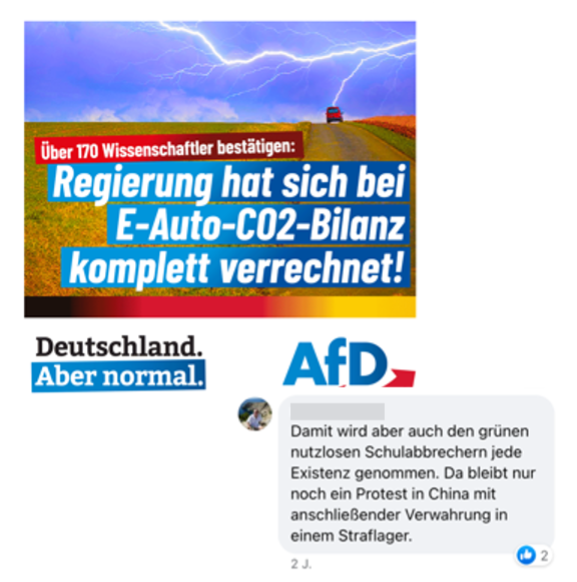 Über 170 Wissenschaftler bestätigen:
Regierung hat sich bei
E-Auto-CO2-Bilanz
komplett verrechnet!
Deutschland.
Aber normal.
AfD
Damit wird aber auch den grünen
nutzlosen Schulabbrechern jede
Existenz genommen. Da bleibt nur
noch ein Protest in China mit
anschließender Verwahrung in
einem Straflager.
2
2 J.